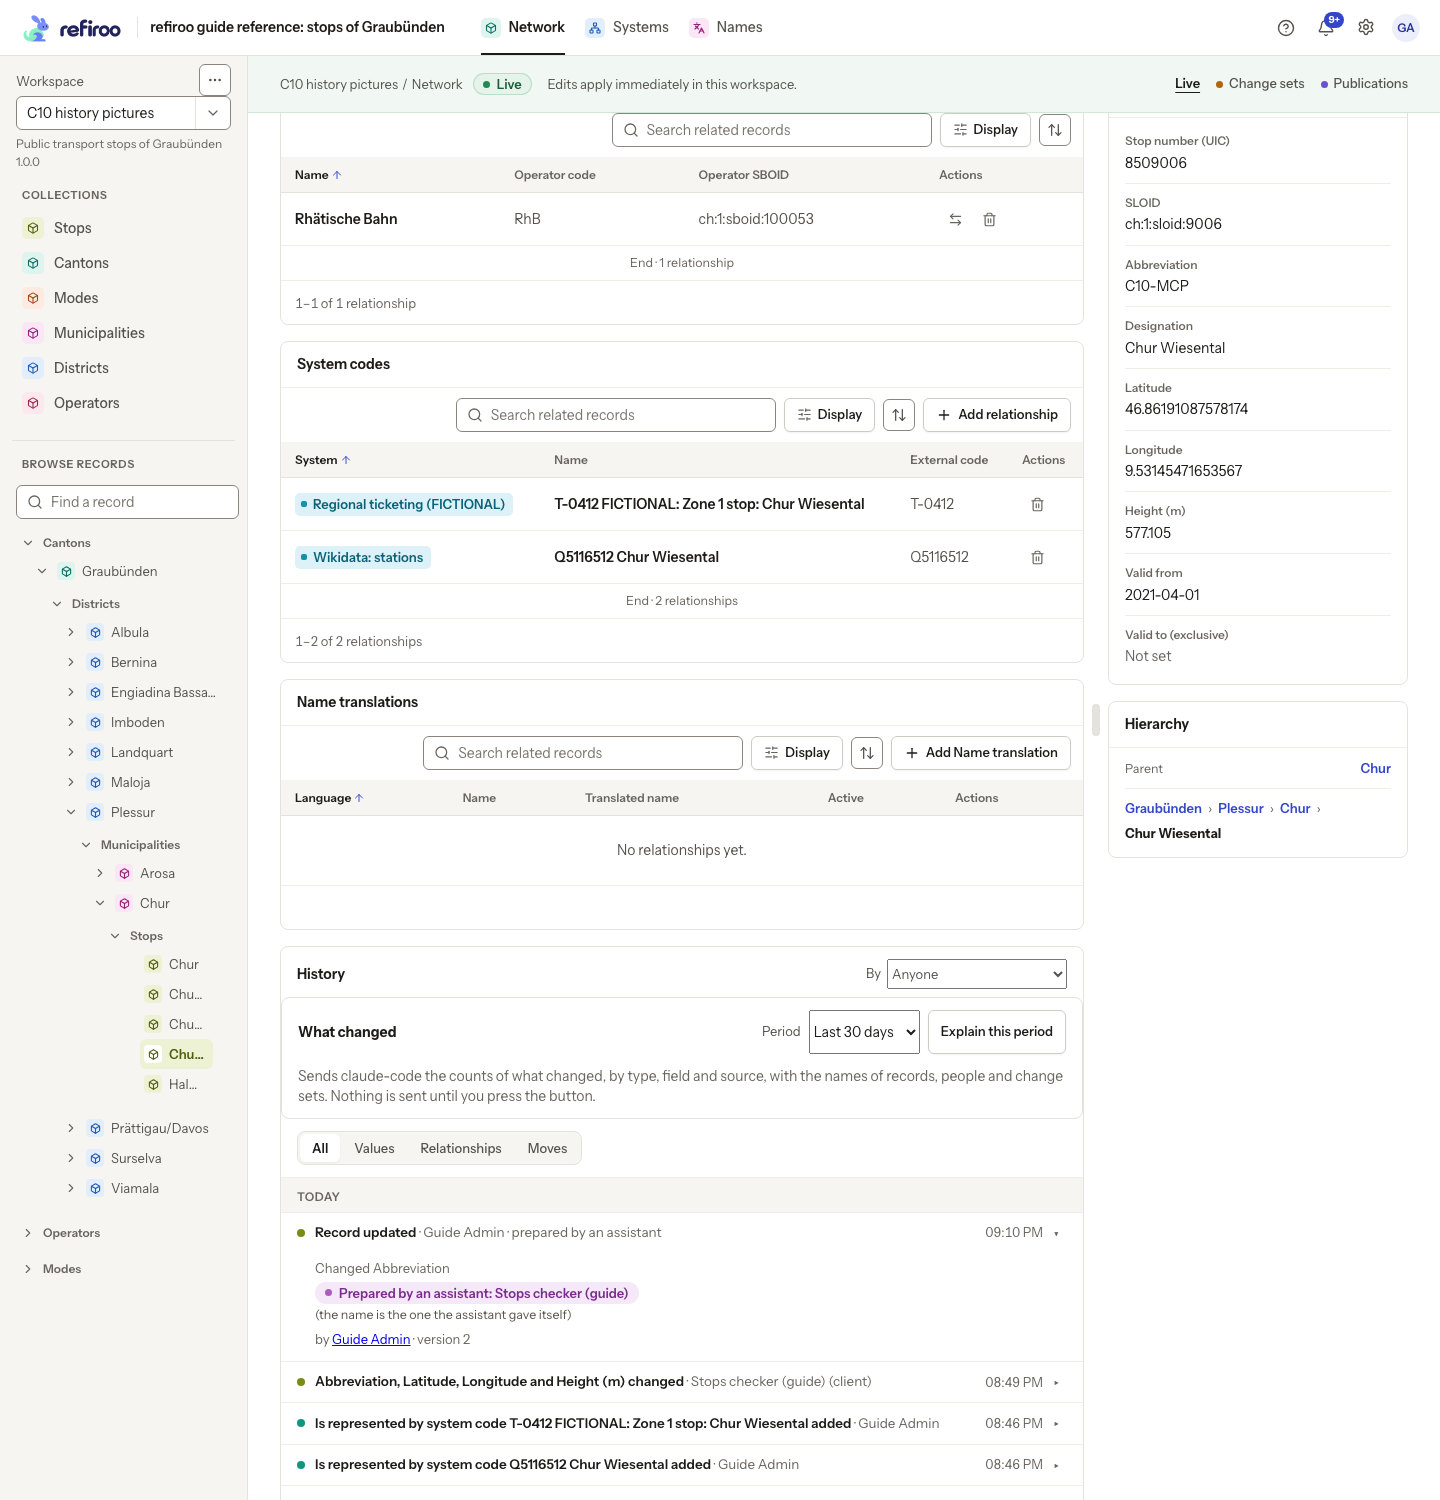 refiroo
refiroo guide reference: stops of Graubünden
Network
Systems
Names
9+
GA
Workspace
C10 history pictures
Public transport stops of Graubünden
1.0.0
COLLECTIONS
Stops
Cantons
Modes
Municipalities
Districts
Operators
BROWSE RECORDS
Find a record
Cantons
Graubünden
Districts
Albula
Bernina
Engiadina Bassa...
Imboden
Landquart
Maloja
Plessur
Municipalities
Arosa
Chur
Stops
Chur
Chu...
Chu...
Chu...
Hal...
Prättigau/Davos
Surselva
Viamala
Operators
Modes
C10 history pictures / Network
Live
Edits apply immediately in this workspace.
Live
Change sets
Publications
Search related records
Display
Name ↑
Operator code
Operator SBOID
Actions
Rhätische Bahn
RhB
ch:1:sboid:100053
End · 1 relationship
1–1 of 1 relationship
System codes
Search related records
Display
Add relationship
System ↑
Name
External code
Actions
Regional ticketing (FICTIONAL)
T-0412 FICTIONAL: Zone 1 stop: Chur Wiesental
T-0412
Wikidata: stations
Q5116512 Chur Wiesental
Q5116512
End · 2 relationships
1–2 of 2 relationships
Name translations
Search related records
Display
Add Name translation
Language ↑
Name
Translated name
Active
Actions
No relationships yet.
History
By
Anyone
What changed
Period
Last 30 days
Explain this period
Sends claude-code the counts of what changed, by type, field and source, with the names of records, people and change
sets. Nothing is sent until you press the button.
All
Values
Relationships
Moves
TODAY
Record updated · Guide Admin · prepared by an assistant
09:10 PM
Changed Abbreviation
Prepared by an assistant: Stops checker (guide)
(the name is the one the assistant gave itself)
by Guide Admin · version 2
Abbreviation, Latitude, Longitude and Height (m) changed · Stops checker (guide) (client)
08:49 PM
Is represented by system code T-0412 FICTIONAL: Zone 1 stop: Chur Wiesental added · Guide Admin
08:46 PM
Is represented by system code Q5116512 Chur Wiesental added · Guide Admin
08:46 PM
Stop number (UIC)
8509006
SLOID
ch:1:sloid:9006
Abbreviation
C10-MCP
Designation
Chur Wiesental
Latitude
46.86191087578174
Longitude
9.53145471653567
Height (m)
577.105
Valid from
2021-04-01
Valid to (exclusive)
Not set
Hierarchy
Parent
Chur
Graubünden › Plessur › Chur ›
Chur Wiesental